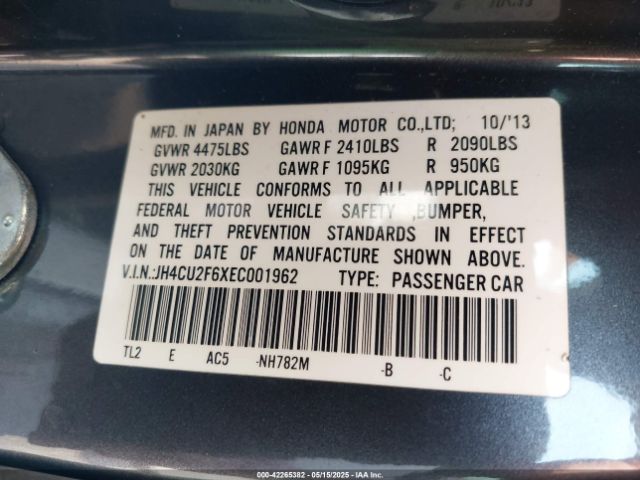 MFD. IN JAPAN BY HONDA MOTOR CO.,LTD; 10/'13
GVWR 4475LBS GAWR F 2410LBS R 2090LBS
GVWR 2030KG GAWR F 1095KG R 950KG
THIS VEHICLE CONFORMS TO ALL APPLICABLE
FEDERAL MOTOR VEHICLE SAFETY ,BUMPER,
AND THEFT PREVENTION STANDARDS IN EFFECT
ON THE DATE OF MANUFACTURE SHOWN ABOVE.
V.I.N.:JH4CU2F6XEC001962 TYPE: PASSENGER CAR
TL2 E AC5 -NH782M -B -C
000-42265382 - 05/15/2025 - IAA Inc.